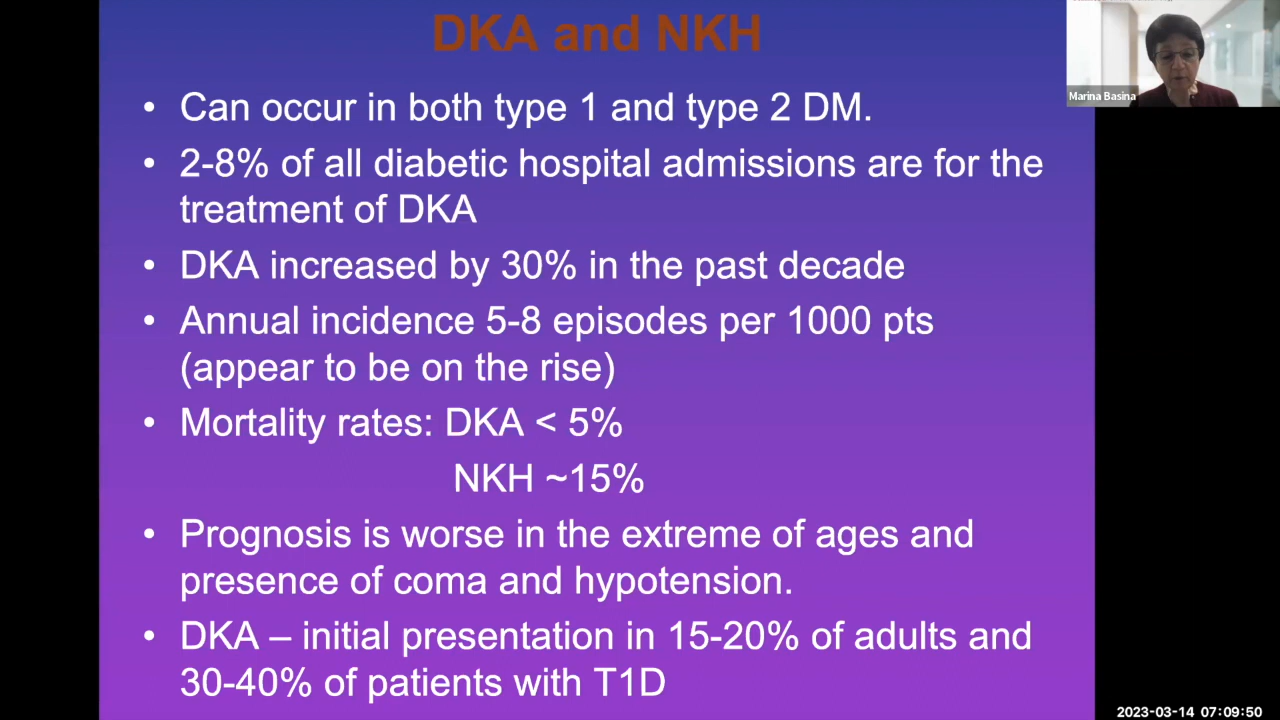 DKA and NKH
• Can occur in both type 1 and type 2 DM.
• 2-8% of all diabetic hospital admissions are for the
treatment of DKA
• DKA increased by 30% in the past decade
• Annual incidence 5-8 episodes per 1000 pts
(appear to be on the rise)
• Mortality rates: DKA < 5%
NKH ~15%
• Prognosis is worse in the extreme of ages and
presence of coma and hypotension.
• DKA – initial presentation in 15-20% of adults and
30-40% of patients with T1D
Marina Basina
2023-03-14 07:09:50